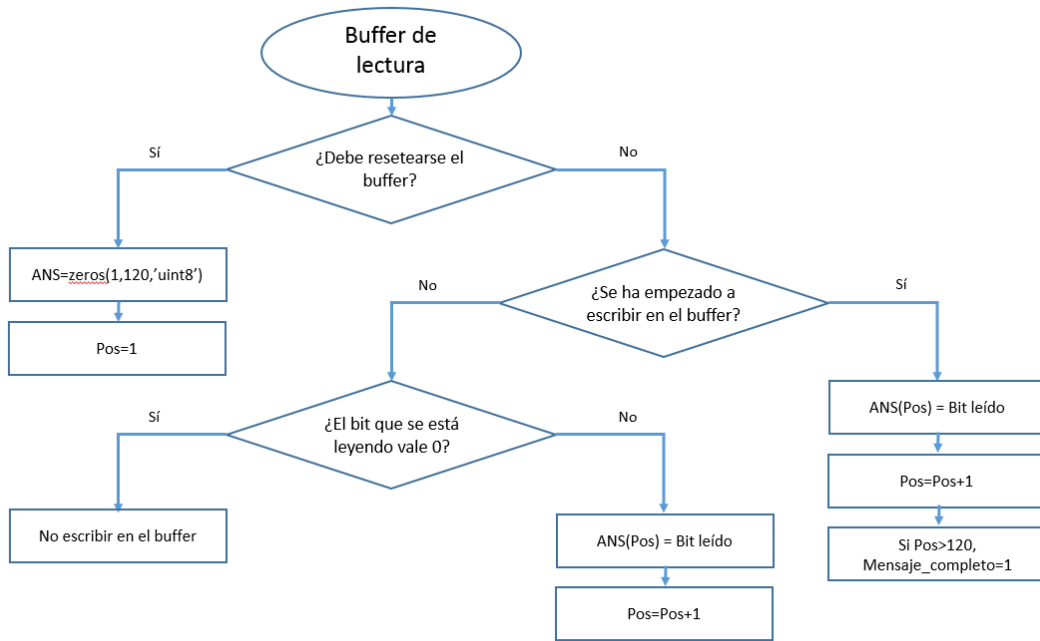 Buffer de
lectura
¿Debe resetearse el
buffer?
Sí
No
ANS=zeros(1,120,’uint8’)
Pos=1
¿Se ha empezado a
escribir en el buffer?
No
Sí
¿El bit que se está
leyendo vale 0?
Sí
No
No escribir en el buffer
ANS(Pos) = Bit leído
Pos=Pos+1
ANS(Pos) = Bit leído
Pos=Pos+1
Si Pos>120,
Mensaje_completo=1